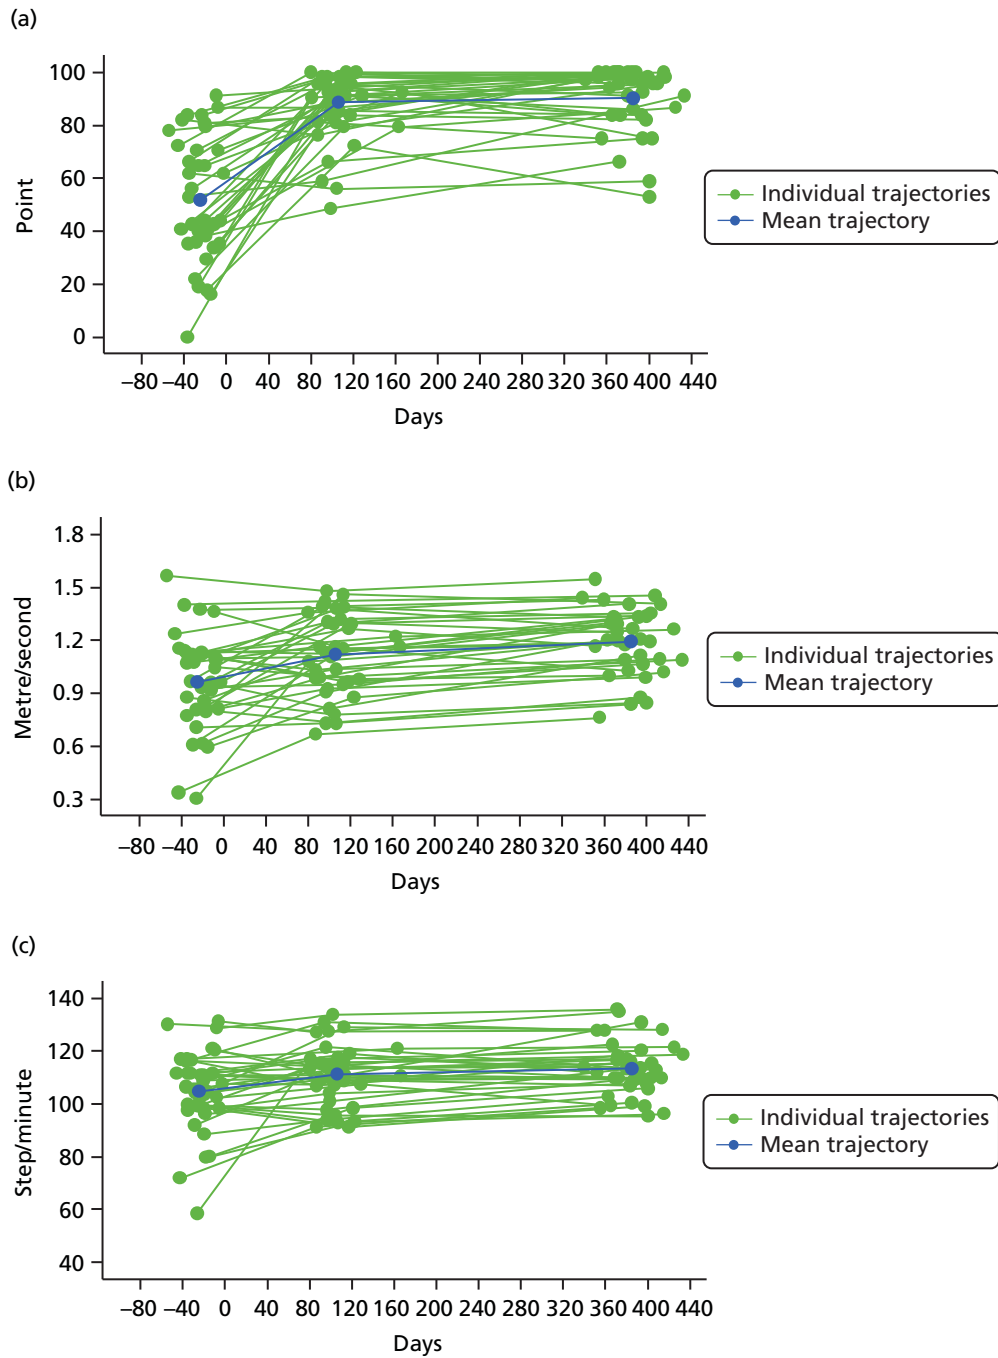 (a)
100
80
60
40
20
0
Point
−80 −40 0 40 80 120 160 200 240 280 320 360 400 440
Days
Individual trajectories
Mean trajectory
(b)
1.8
1.5
1.2
0.9
0.6
0.3
Metre/second
−80 −40 0 40 80 120 160 200 240 280 320 360 400 440
Days
Individual trajectories
Mean trajectory
(c)
140
120
100
80
60
40
Step/minute
−80 −40 0 40 80 120 160 200 240 280 320 360 400 440
Days
Individual trajectories
Mean trajectory